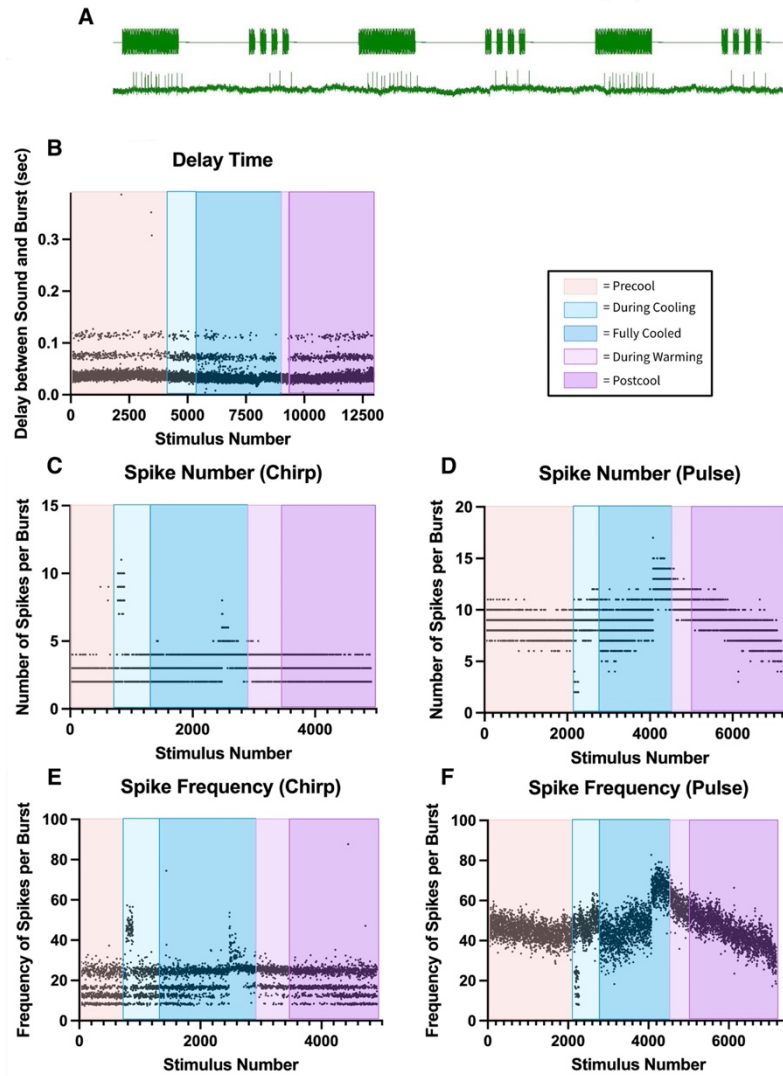 A
B
Delay Time
Delay between Sound and Burst (sec)
0.3
0.2
0.1
0.0
0 2500 5000 7500 10000 12500
Stimulus Number
= Precool
= During Cooling
= Fully Cooled
= During Warming
= Postcool
C
Spike Number (Chirp)
Number of Spikes per Burst
15
10
5
0
0 2000 4000
Stimulus Number
D
Spike Number (Pulse)
Number of Spikes per Burst
20
15
10
5
0
0 2000 4000 6000
Stimulus Number
E
Spike Frequency (Chirp)
Frequency of Spikes per Burst
100
80
60
40
20
0
0 2000 4000
Stimulus Number
F
Spike Frequency (Pulse)
Frequency of Spikes per Burst
100
80
60
40
20
0
0 2000 4000 6000
Stimulus Number